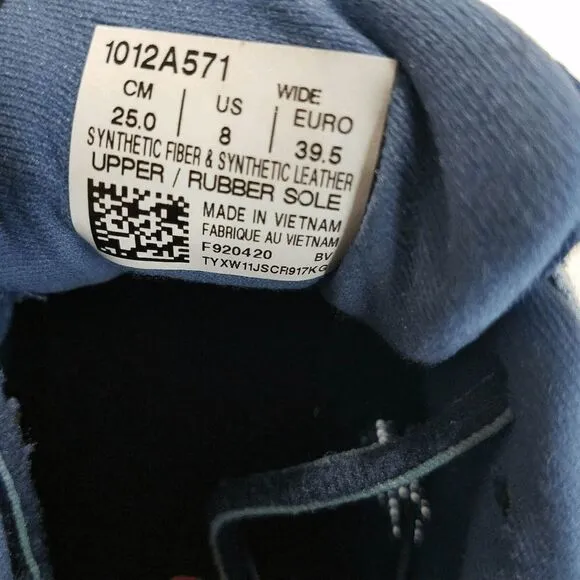 1012A571
WIDE
CM | US | EURO
25.0 | 8 | 39.5
SYNTHETIC FIBER & SYNTHETIC LEATHER
UPPER / RUBBER SOLE
MADE IN VIETNAM
FABRIQUE AU VIETNAM
F920420 BV
TYXW11JSCR917KG